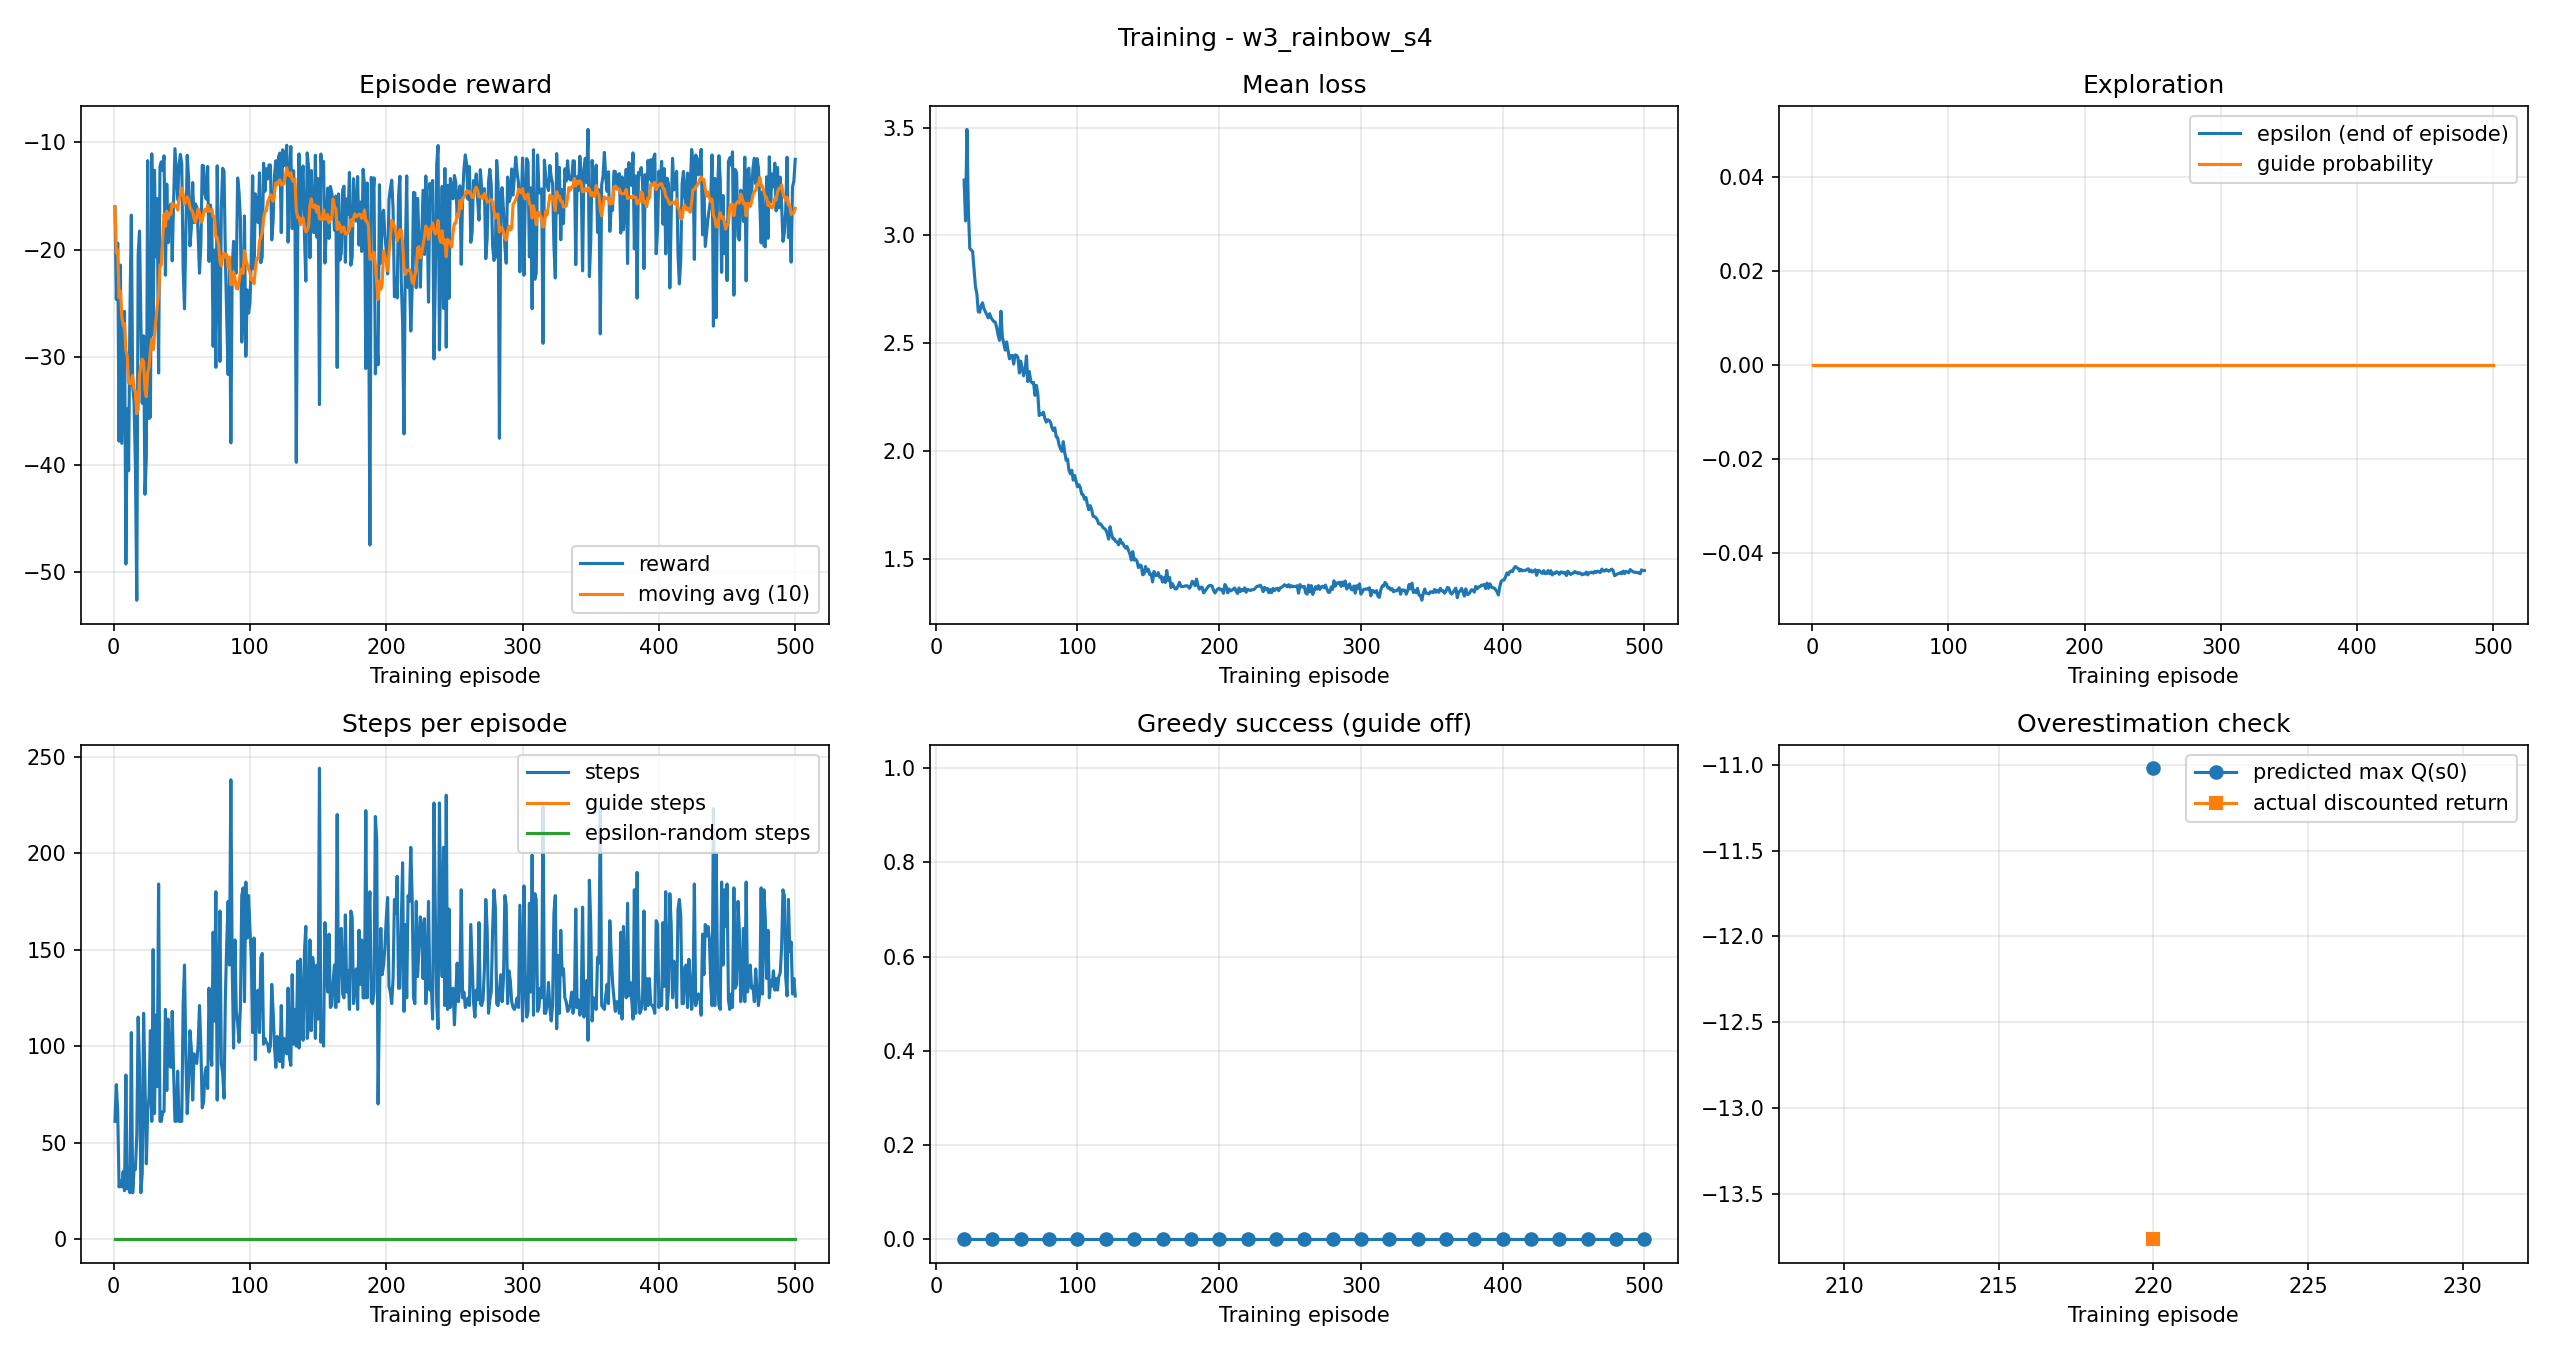 Training - w3_rainbow_s4
Episode reward
−10
−20
−30
−40
−50
reward
moving avg (10)
0 100 200 300 400 500
Training episode
Mean loss
3.5
3.0
2.5
2.0
1.5
0 100 200 300 400 500
Training episode
Exploration
epsilon (end of episode)
guide probability
0.04
0.02
0.00
−0.02
−0.04
0 100 200 300 400 500
Training episode
Steps per episode
250
200
150
100
50
0
steps
guide steps
epsilon-random steps
0 100 200 300 400 500
Training episode
Greedy success (guide off)
1.0
0.8
0.6
0.4
0.2
0.0
0 100 200 300 400 500
Training episode
Overestimation check
predicted max Q(s0)
actual discounted return
−11.0
−11.5
−12.0
−12.5
−13.0
−13.5
210 215 220 225 230
Training episode